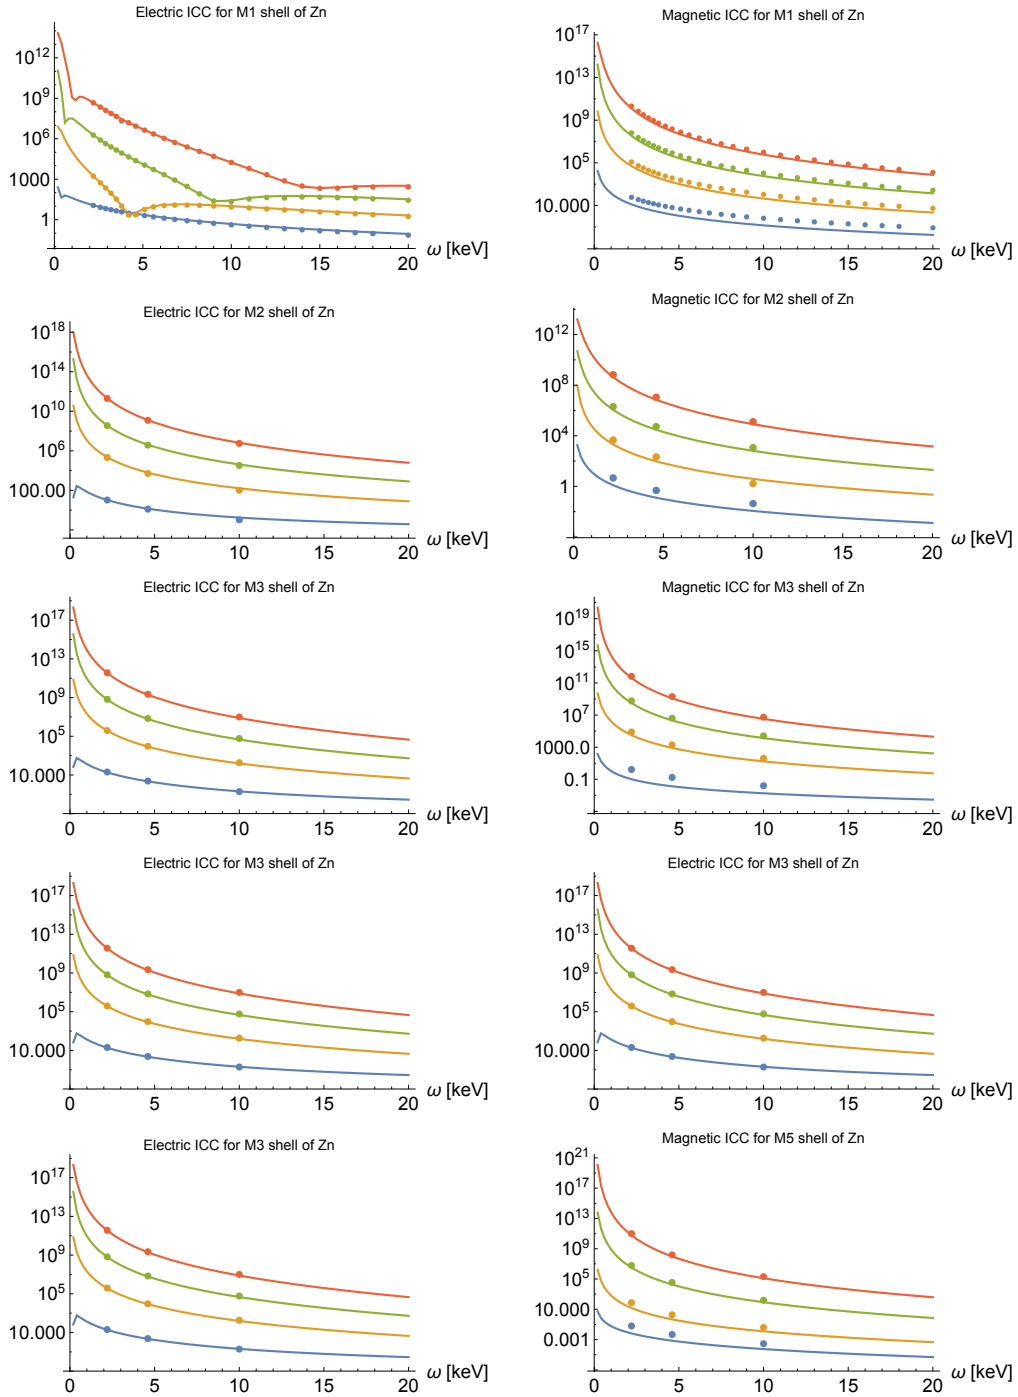 Electric ICC for M1 shell of Zn
10^12
10^9
10^6
1000
1
0 5 10 15 20
ω [keV]
Magnetic ICC for M1 shell of Zn
10^17
10^13
10^9
10^5
10.000
0 5 10 15 20
ω [keV]
Electric ICC for M2 shell of Zn
10^18
10^14
10^10
10^6
100.00
0 5 10 15 20
ω [keV]
Magnetic ICC for M2 shell of Zn
10^12
10^8
10^4
1
0 5 10 15 20
ω [keV]
Electric ICC for M3 shell of Zn
10^17
10^13
10^9
10^5
10.000
0 5 10 15 20
ω [keV]
Magnetic ICC for M3 shell of Zn
10^19
10^15
10^11
10^7
1000.0
0.1
0 5 10 15 20
ω [keV]
Electric ICC for M3 shell of Zn
10^17
10^13
10^9
10^5
10.000
0 5 10 15 20
ω [keV]
Electric ICC for M3 shell of Zn
10^17
10^13
10^9
10^5
10.000
0 5 10 15 20
ω [keV]
Electric ICC for M3 shell of Zn
10^17
10^13
10^9
10^5
10.000
0 5 10 15 20
ω [keV]
Magnetic ICC for M5 shell of Zn
10^21
10^17
10^13
10^9
10^5
10.000
0.001
0 5 10 15 20
ω [keV]